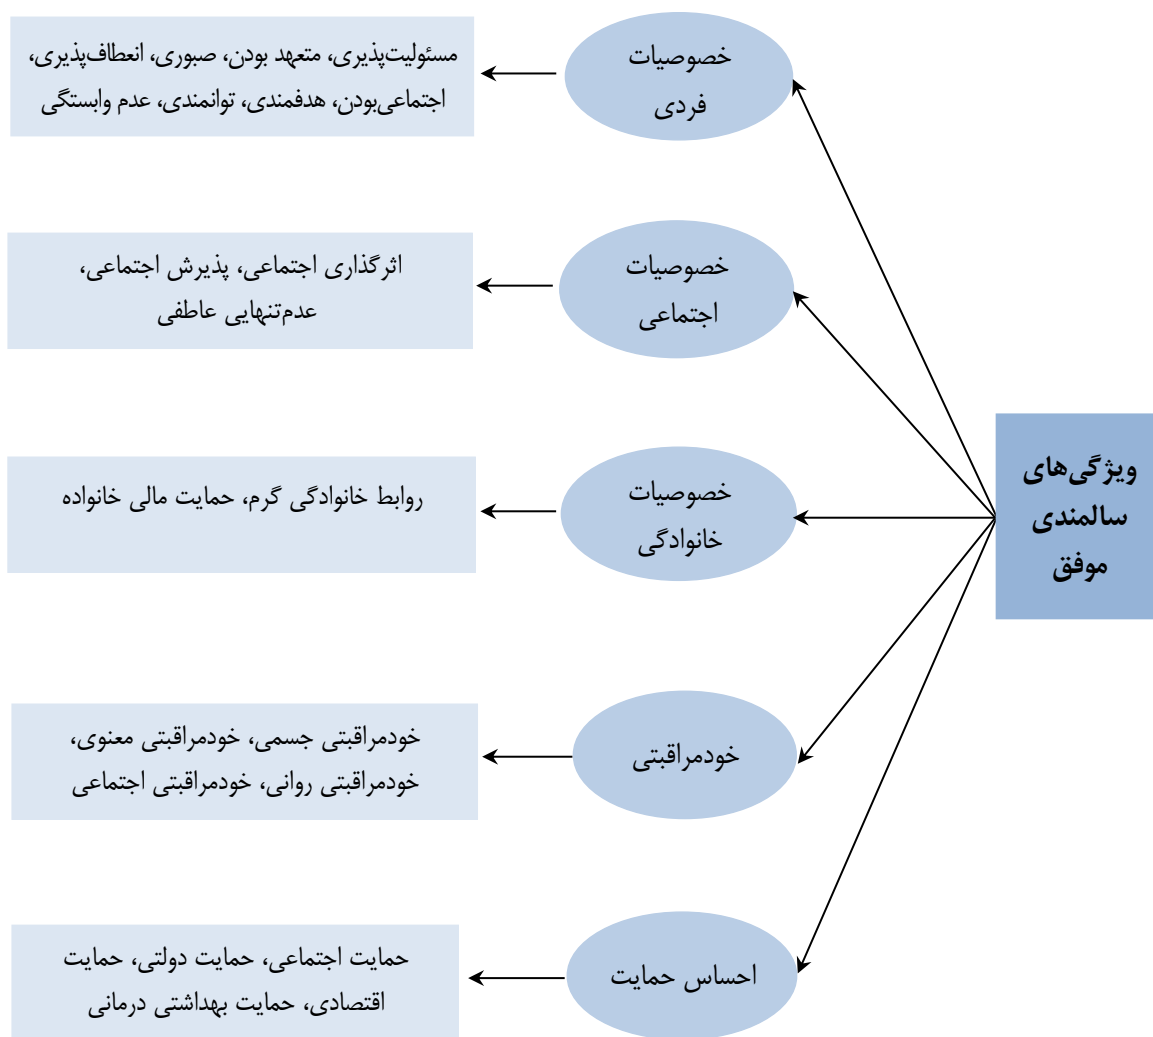 ویژگی‌های
سالمندی
موفق
خصوصیات
فردی
مسئولیت‌پذیری، متعهد بودن، صبوری، انعطاف‌پذیری،
اجتماعی‌بودن، هدفمندی، توانمندی، عدم وابستگی
خصوصیات
اجتماعی
اثرگذاری اجتماعی، پذیرش اجتماعی،
عدم‌تنهایی عاطفی
خصوصیات
خانوادگی
روابط خانوادگی گرم، حمایت مالی خانواده
خودمراقبتی
خودمراقبتی جسمی، خودمراقبتی معنوی،
خودمراقبتی روانی، خودمراقبتی اجتماعی
احساس حمایت
حمایت اجتماعی، حمایت دولتی، حمایت
اقتصادی، حمایت بهداشتی درمانی